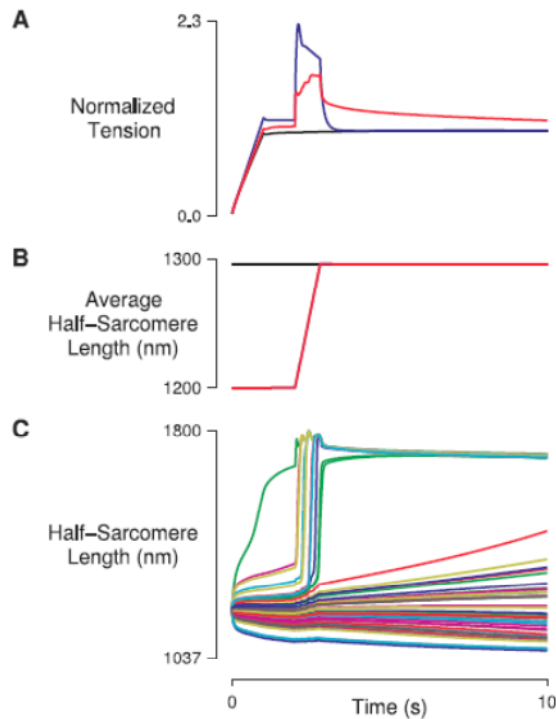 A
2.3
Normalized
Tension
0.0
B
1300
Average
Half–Sarcomere
Length (nm)
1200
C
1800
Half–Sarcomere
Length (nm)
1037
0
Time (s)
10